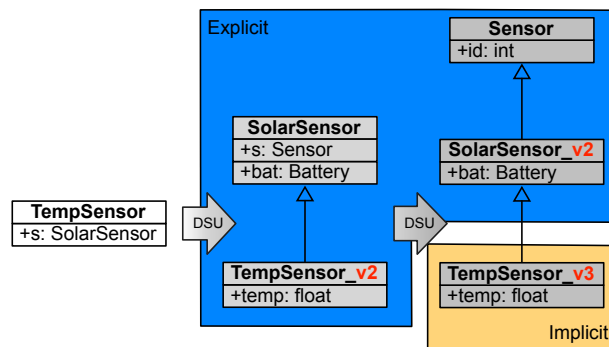 Explicit
Sensor
+id: int
SolarSensor
+s: Sensor
+bat: Battery
SolarSensor_v2
+bat: Battery
TempSensor
+s: SolarSensor
DSU
DSU
TempSensor_v2
+temp: float
TempSensor_v3
+temp: float
Implicit